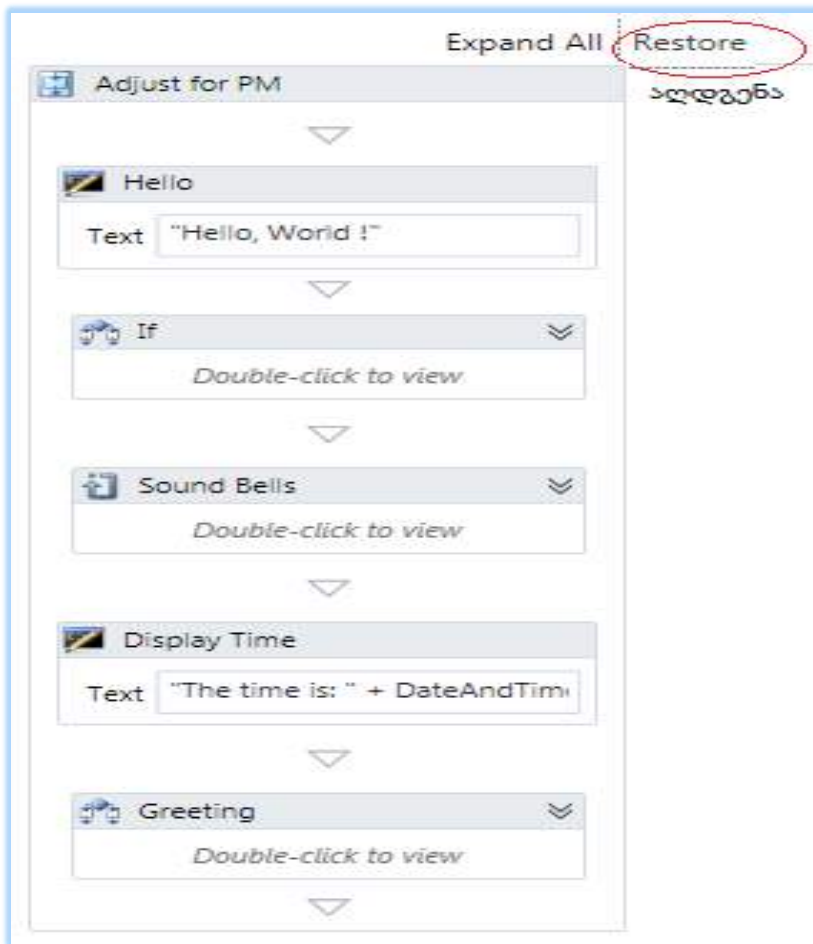 Expand All Restore
Adjust for PM
აღდგენა
Hello
Text "Hello, World !"
If
Double-click to view
Sound Bells
Double-click to view
Display Time
Text "The time is: " + DateAndTim
Greeting
Double-click to view